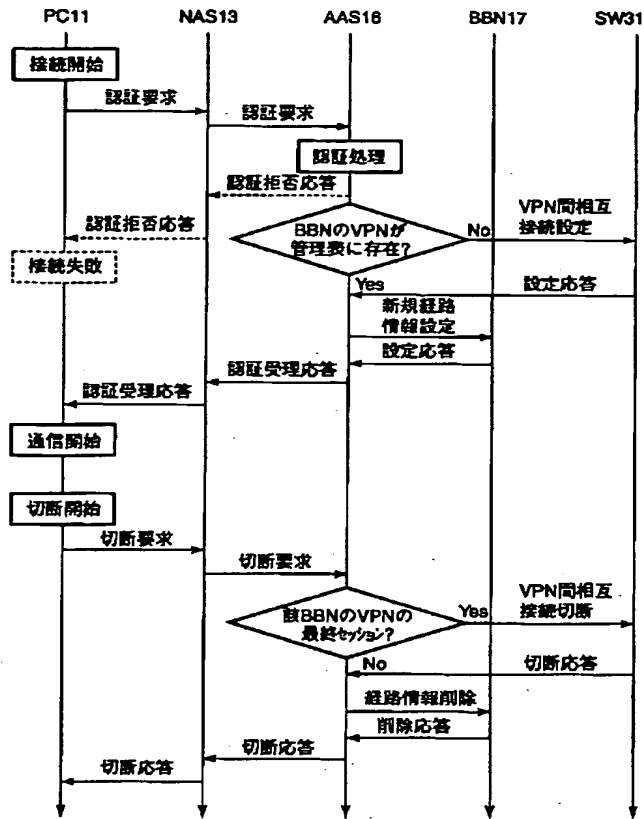 PC11 NAS13 AAS16 BBN17 SW31
接続開始
認証要求
認証要求
認証処理
認証拒否応答
認証拒否応答
BBNのVPNが
管理表に存在?
No
VPN間相互
接続設定
接続失敗
Yes
設定応答
新規経路
情報設定
設定応答
認証受理応答
認証受理応答
通信開始
切断開始
切断要求
切断要求
該BBNのVPNの
最終セッション?
Yes
VPN間相互
接続切断
No
切断応答
経路情報削除
削除応答
切断応答
切断応答